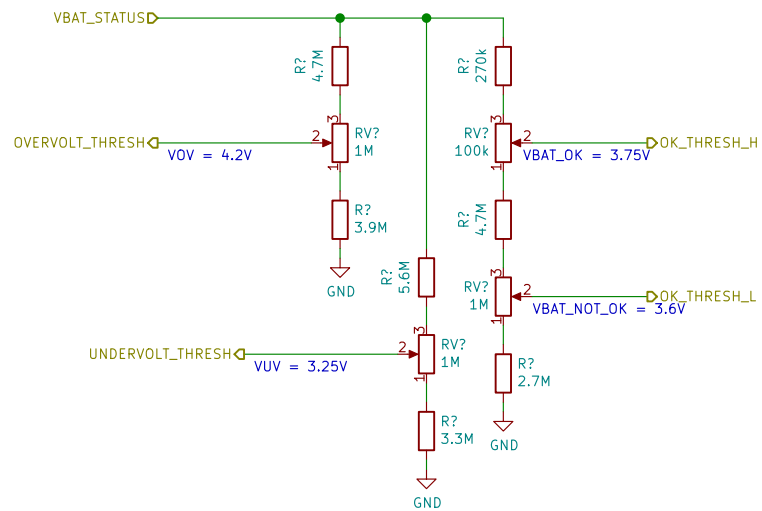 VBAT_STATUS
R?
4.7M
3
2
1
RV?
1M
OVERVOLT_THRESH
VOV = 4.2V
R?
3.9M
GND
R?
5.6M
3
2
1
RV?
1M
UNDERVOLT_THRESH
VUV = 3.25V
R?
3.3M
GND
R?
270k
3
2
1
RV?
100k
OK_THRESH_H
VBAT_OK = 3.75V
R?
4.7M
3
2
1
RV?
1M
OK_THRESH_L
VBAT_NOT_OK = 3.6V
R?
2.7M
GND